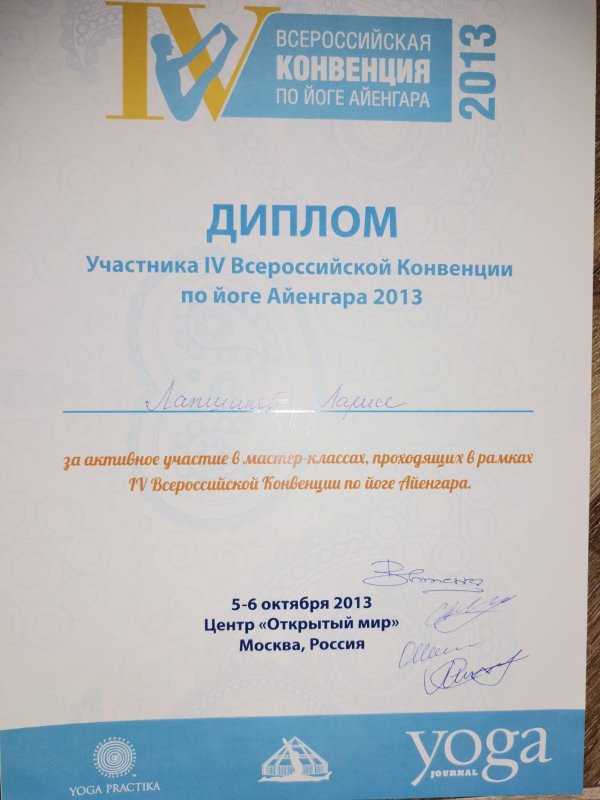 IV ВСЕРОССИЙСКАЯ
КОНВЕНЦИЯ
ПО ЙОГЕ АЙЕНГАРА
2013
ДИПЛОМ
Участника IV Всероссийской Конвенции
по йоге Айенгара 2013
Ларисе
за активное участие в мастер-классах, проходящих в рамках
IV Всероссийской Конвенции по йоге Айенгара.
5-6 октября 2013
Центр «Открытый мир»
Москва, Россия
YOGA PRACTIKA
yoga
JOURNAL